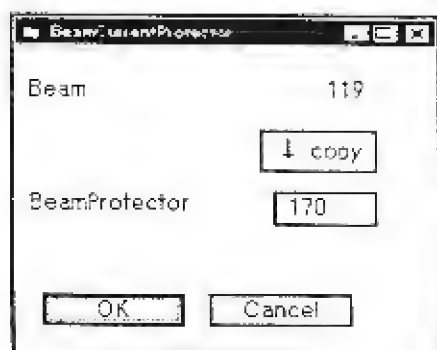 BeamCurrentProtector
Beam 119
↓ copy
BeamProtector 170
OK Cancel